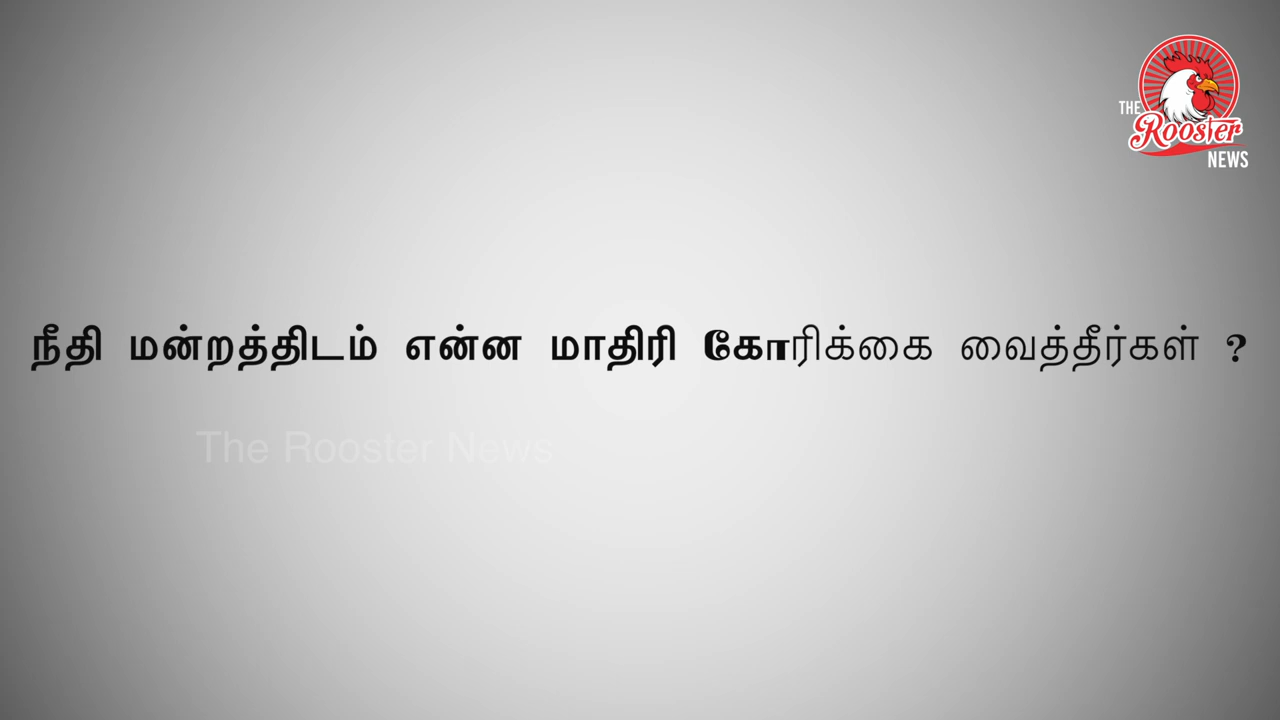 THE
Rooster
NEWS
நீதி மன்றத்திடம் என்ன மாதிரி கோரிக்கை வைத்தீர்கள் ?
The Rooster News